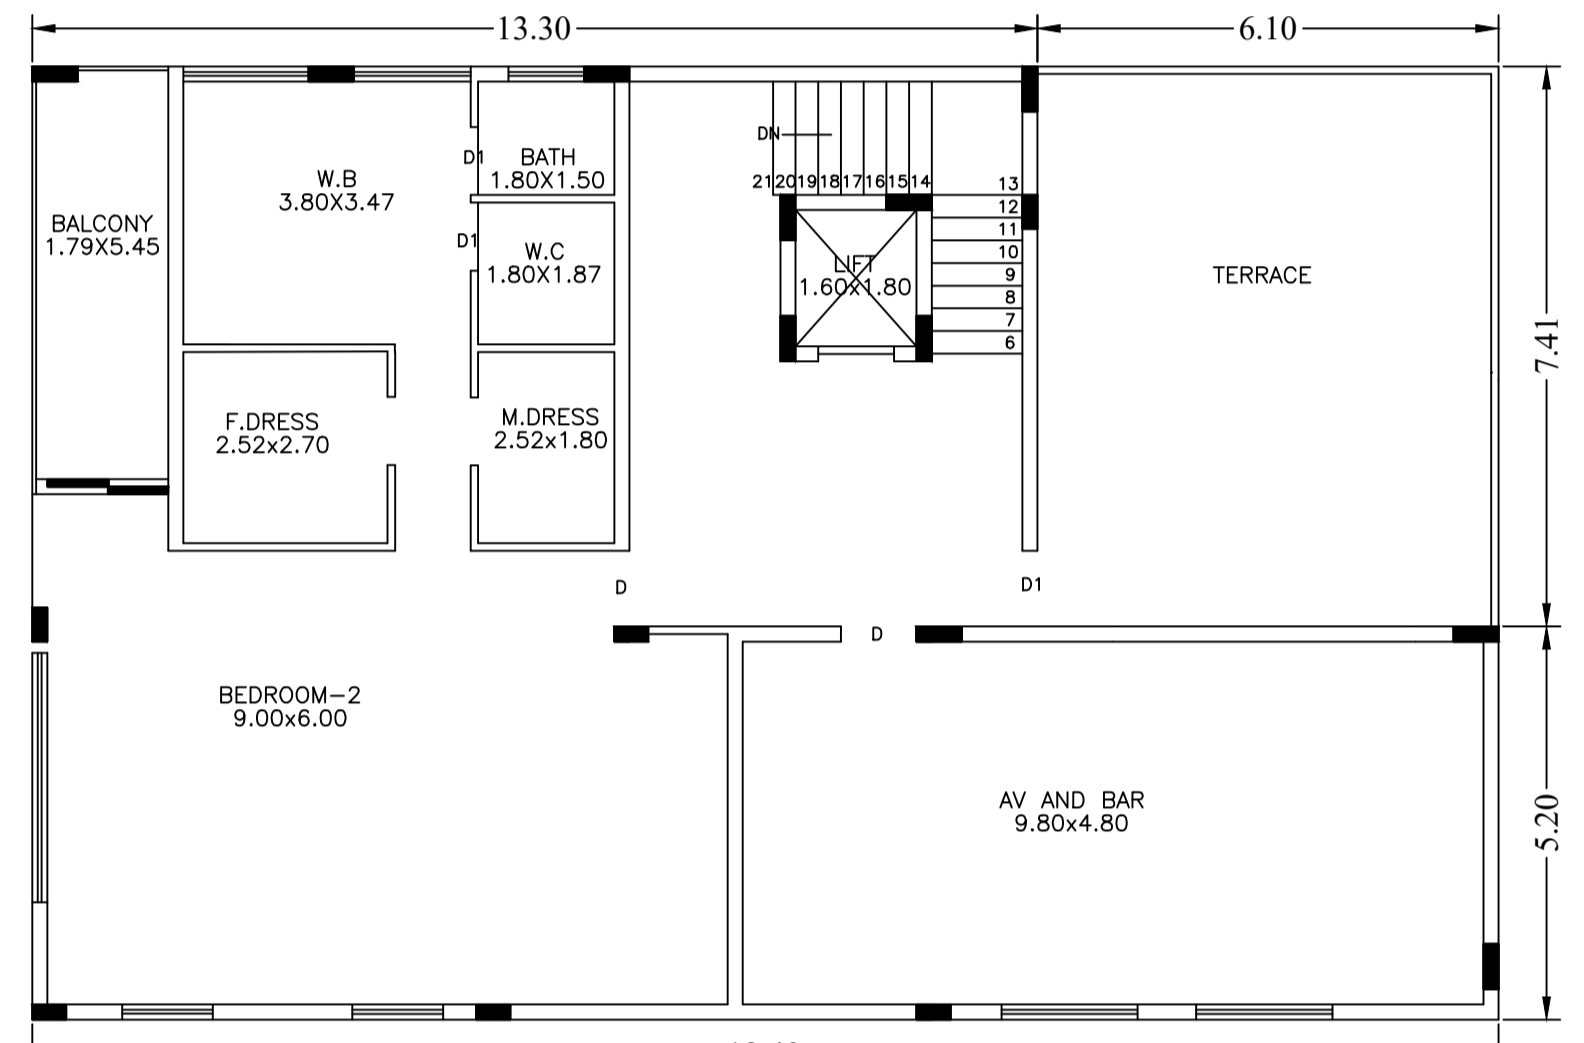 13.30
6.10
DN
D1
BATH
1.80X1.50
W.B
3.80X3.47
21 20 19 18 17 16 15 14
13
12
11
10
9
8
7
6
BALCONY
1.79X5.45
D1
W.C
1.80X1.87
LIFT
1.60x1.80
TERRACE
7.41
F.DRESS
2.52x2.70
M.DRESS
2.52x1.80
D
D1
D
BEDROOM-2
9.00x6.00
AV AND BAR
9.80x4.80
5.20